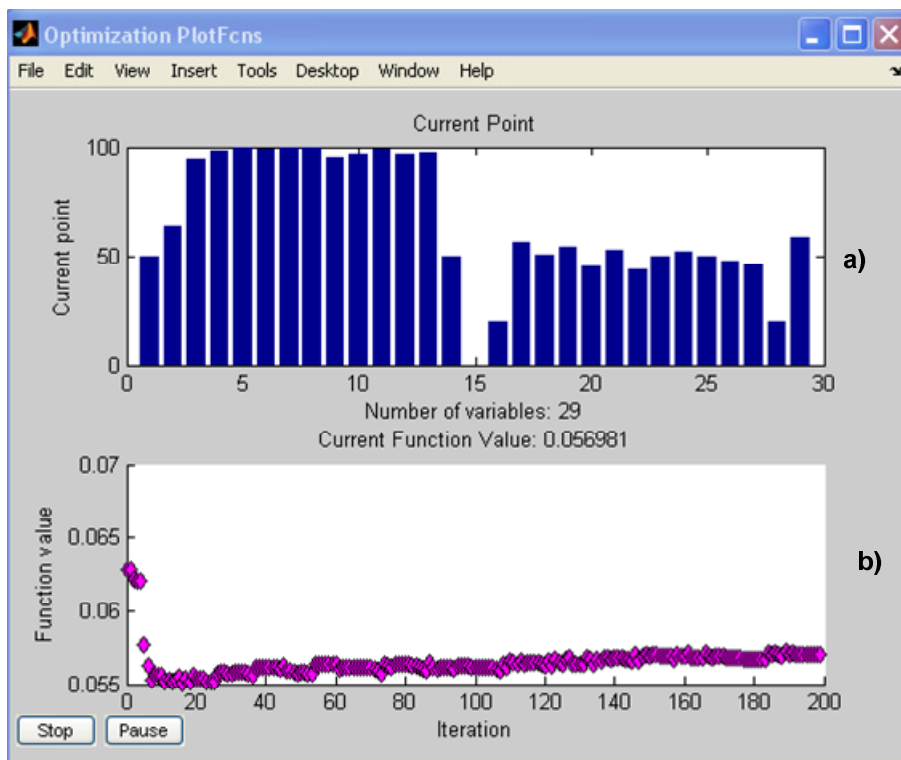 Optimization PlotFcns
File Edit View Insert Tools Desktop Window Help
Current Point
100
50
0
Current point
0 5 10 15 20 25 30
Number of variables: 29
a)
Current Function Value: 0.056981
0.07
0.065
0.06
0.055
Function value
0 20 40 60 80 100 120 140 160 180 200
Iteration
b)
Stop Pause